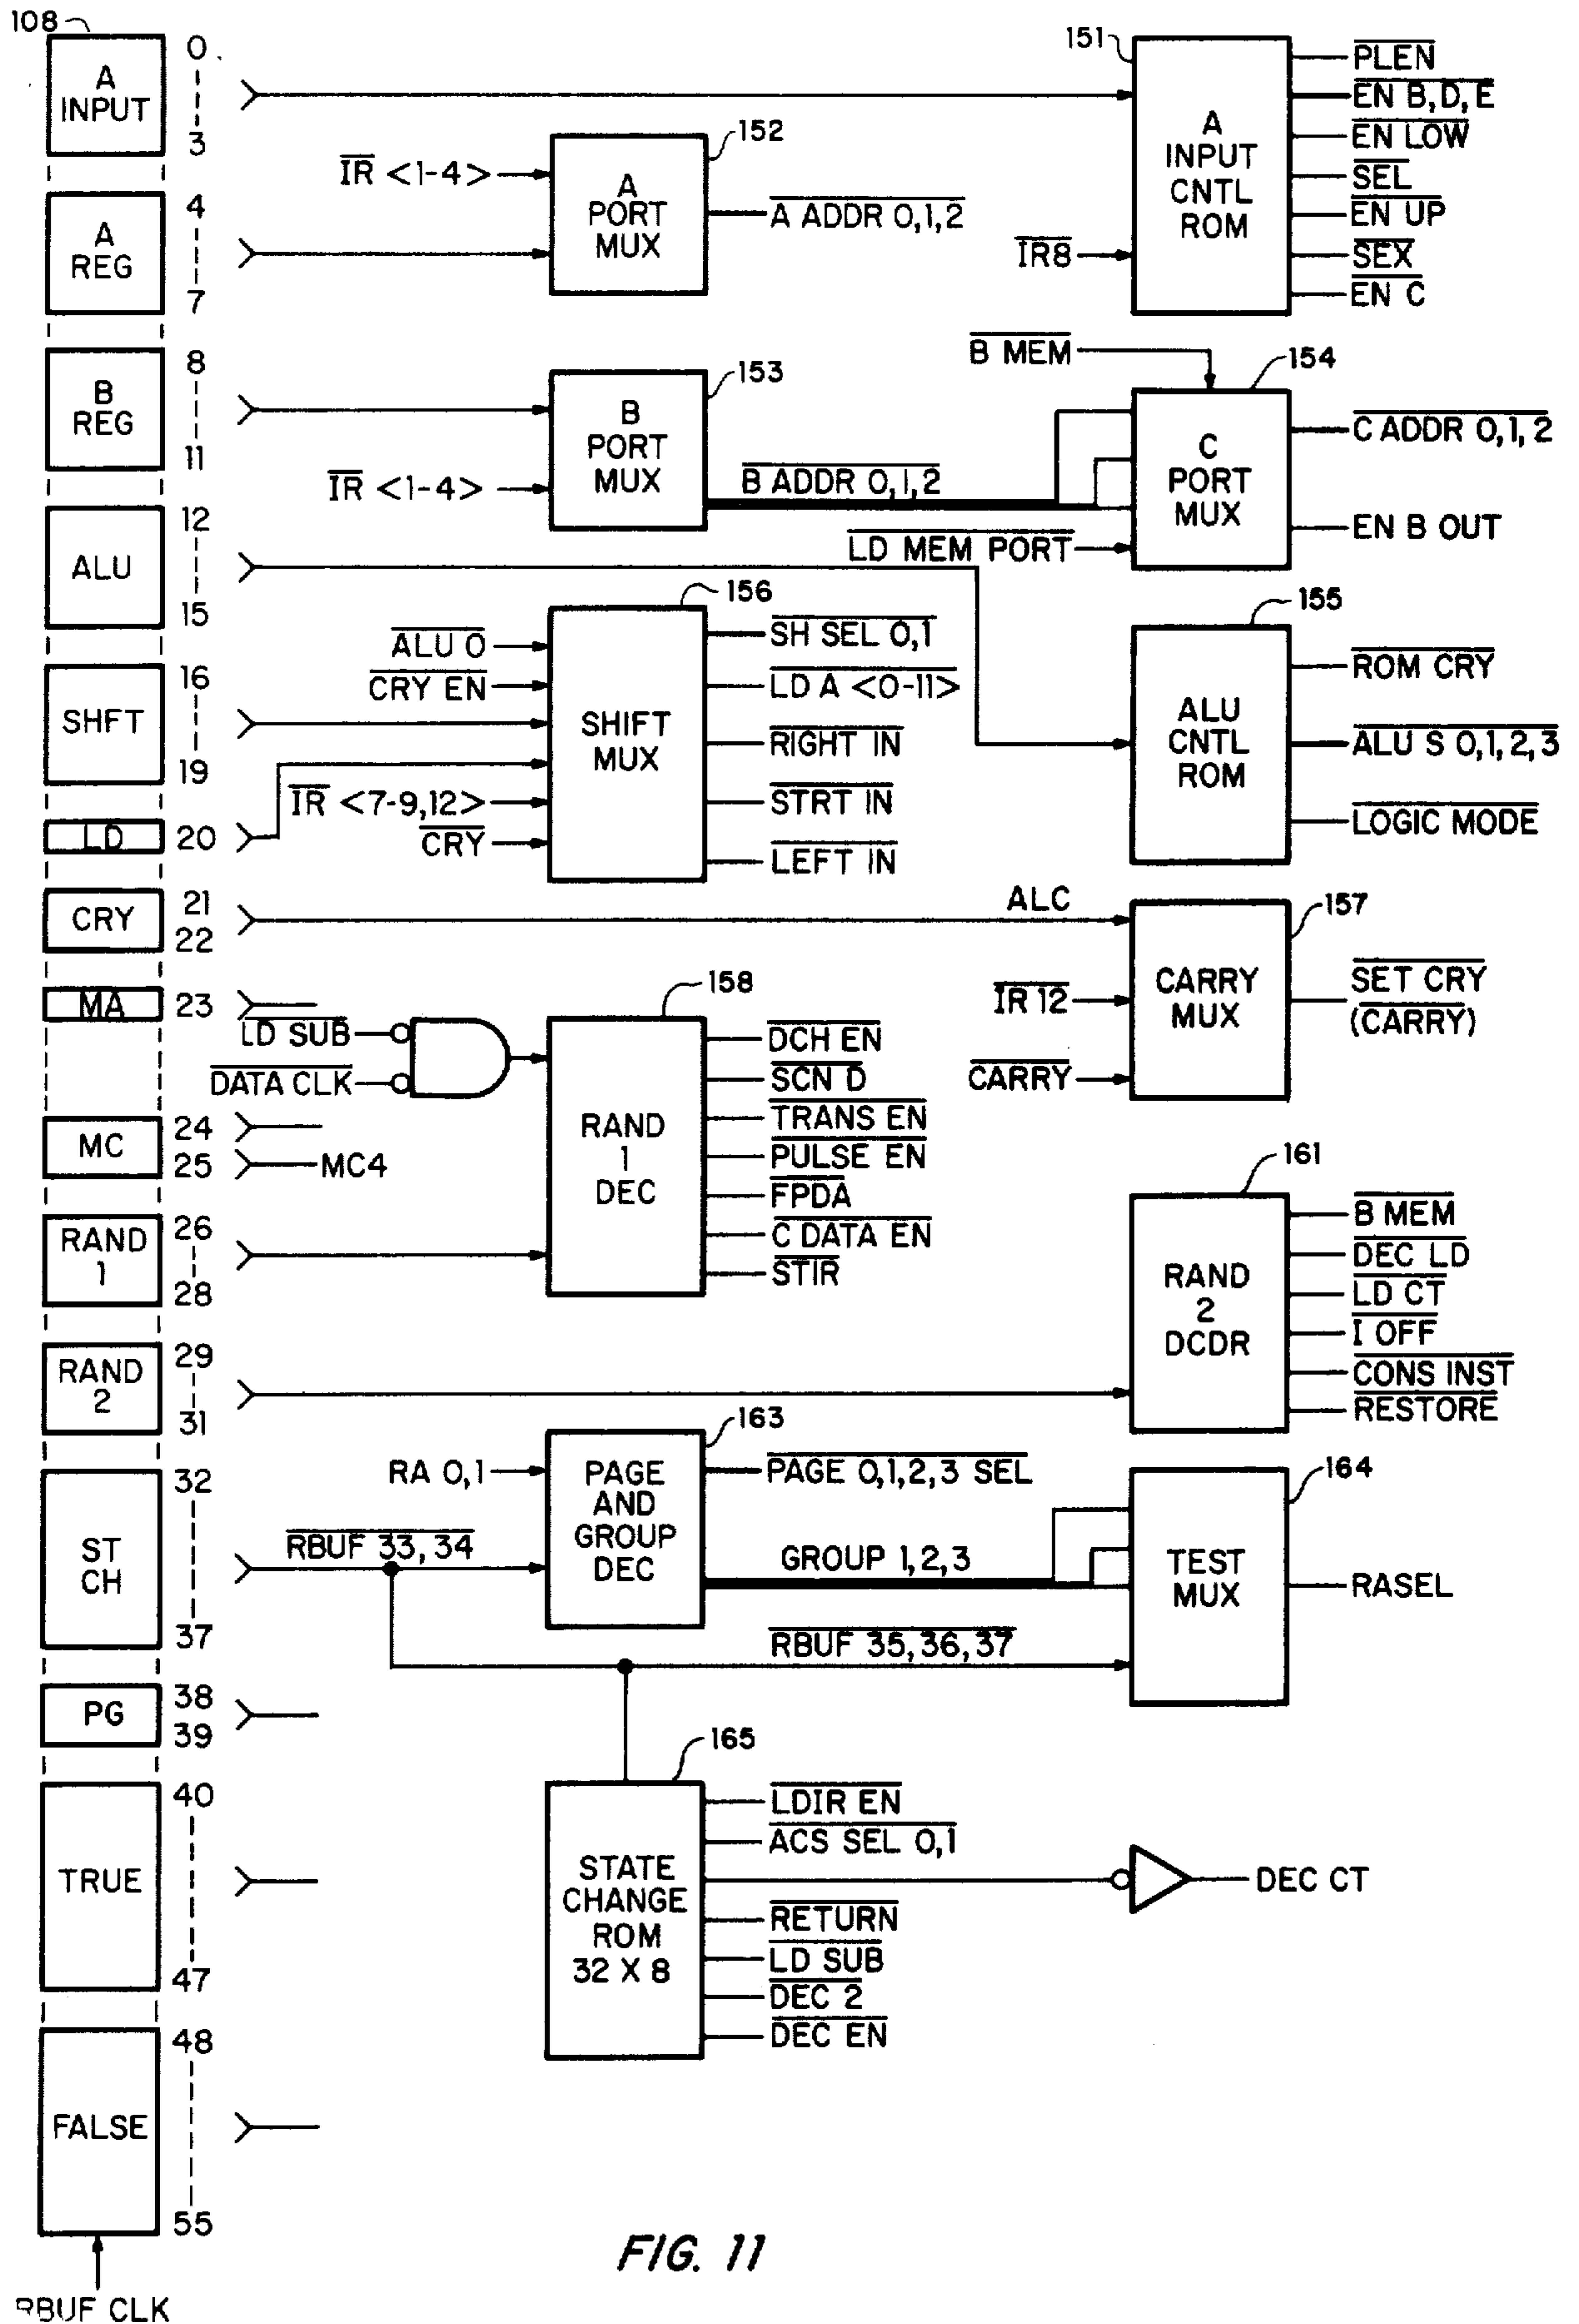 108
A
INPUT
0
3
A
REG
4
7
B
REG
8
11
ALU
12
15
SHFT
16
19
LD
20
CRY
21
22
MA
23
MC
24
25
MC4
RAND
1
26
28
RAND
2
29
31
ST
CH
32
37
PG
38
39
TRUE
40
47
FALSE
48
55
RBUF CLK
151
A
INPUT
CNTL
ROM
IR8
PLEN
EN B,D,E
EN LOW
SEL
EN UP
SEX
EN C
152
IR <1-4>
A
PORT
MUX
A ADDR 0,1,2
153
B
PORT
MUX
IR <1-4>
B ADDR 0,1,2
B MEM
154
C
PORT
MUX
LD MEM PORT
C ADDR 0,1,2
EN B OUT
155
ALU
CNTL
ROM
ROM CRY
ALU S 0,1,2,3
LOGIC MODE
156
ALU 0
CRY EN
IR <7-9,12>
CRY
SHIFT
MUX
SH SEL 0,1
LD A <0-11>
RIGHT IN
STRT IN
LEFT IN
ALC
157
IR 12
CARRY
CARRY
MUX
SET CRY
(CARRY)
158
LD SUB
DATA CLK
RAND
1
DEC
DCH EN
SCN D
TRANS EN
PULSE EN
FPDA
C DATA EN
STIR
161
RAND
2
DCDR
B MEM
DEC LD
LD CT
I OFF
CONS INST
RESTORE
163
RA 0,1
RBUF 33,34
PAGE
AND
GROUP
DEC
PAGE 0,1,2,3 SEL
GROUP 1,2,3
RBUF 35,36,37
164
TEST
MUX
RASEL
165
STATE
CHANGE
ROM
32 X 8
LDIR EN
ACS SEL 0,1
DEC CT
RETURN
LD SUB
DEC 2
DEC EN
FIG. 11